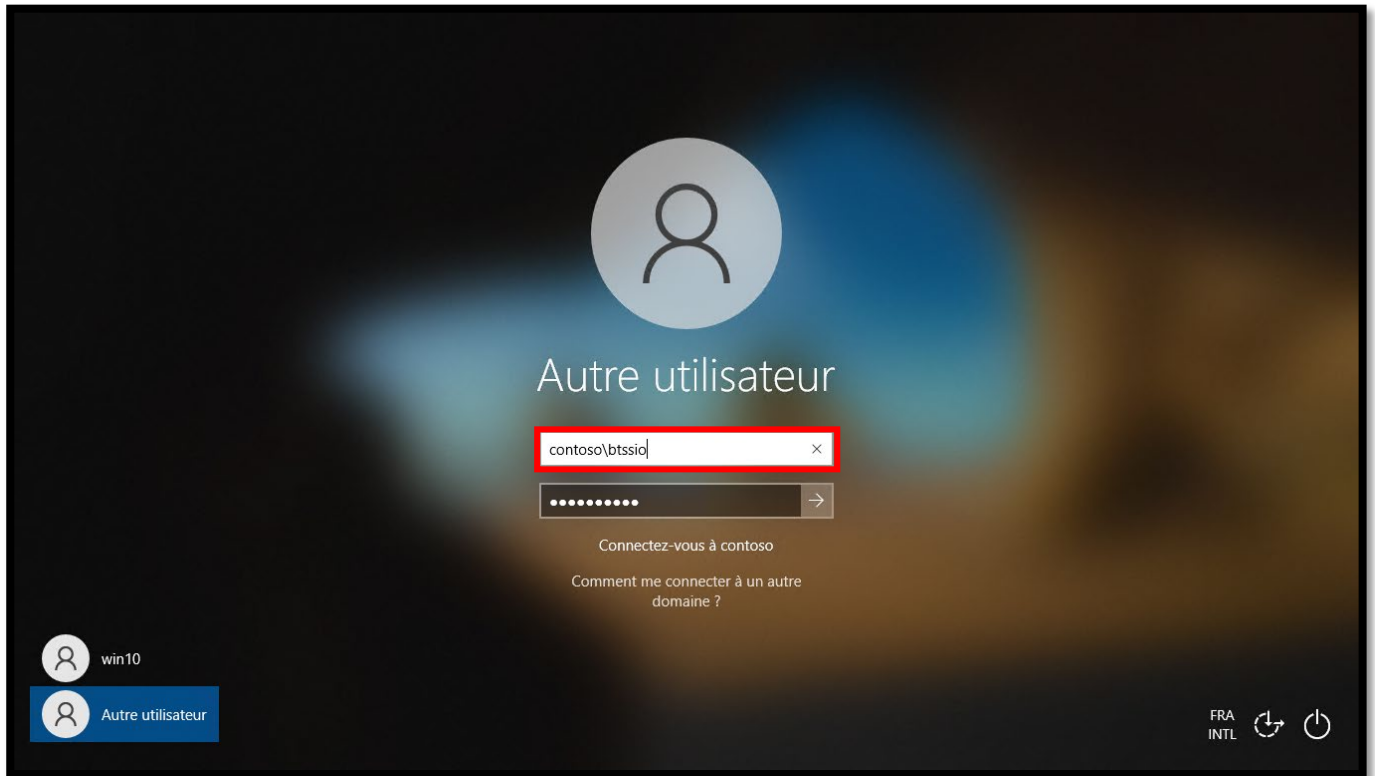 Autre utilisateur
contoso\btssio
••••••••••
Connectez-vous à contoso
Comment me connecter à un autre
domaine ?
win10
Autre utilisateur
FRA
INTL